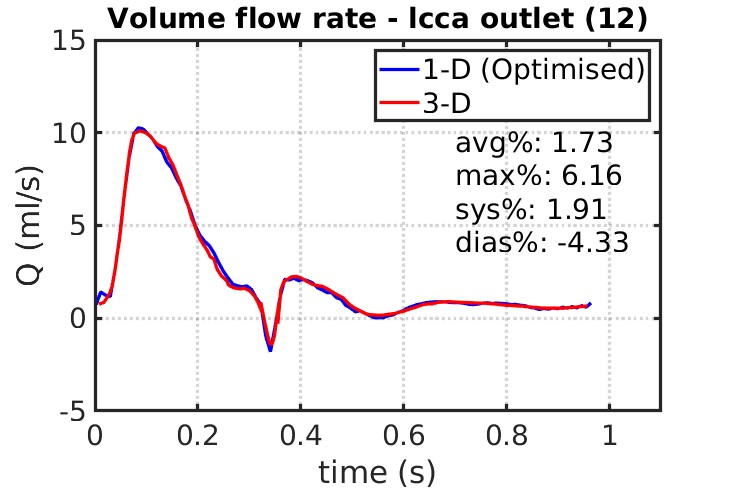 Volume flow rate - lcca outlet (12)
15
10
5
0
-5
Q (ml/s)
1-D (Optimised)
3-D
avg%: 1.73
max%: 6.16
sys%: 1.91
dias%: -4.33
0 0.2 0.4 0.6 0.8 1
time (s)